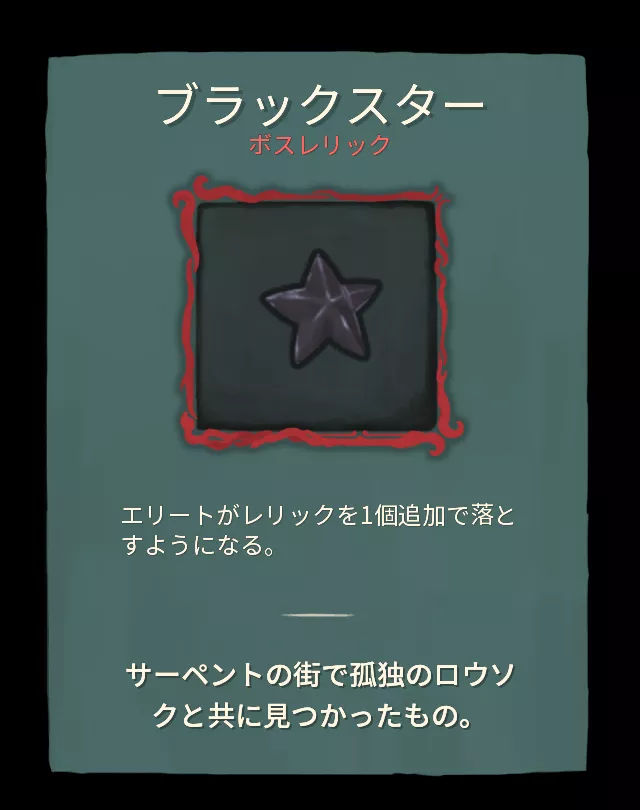 ブラックスター
ボスレリック
エリートがレリックを1個追加で落と
すようになる。
サーペントの街で孤独のロウソ
クと共に見つかったもの。